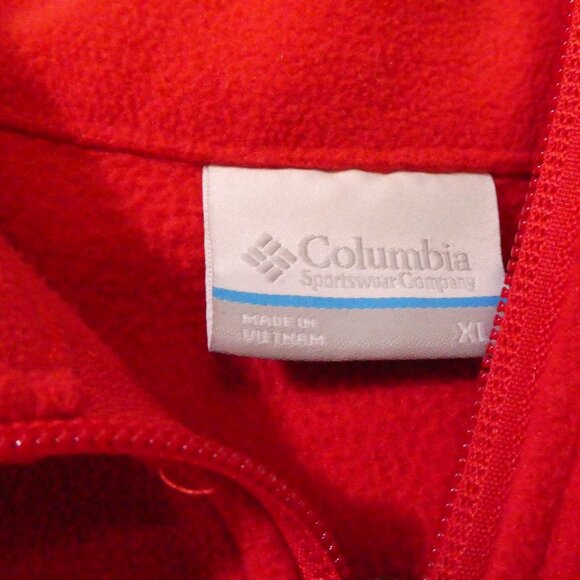 Columbia
Sportswear Company
MADE IN
VIETNAM
XL